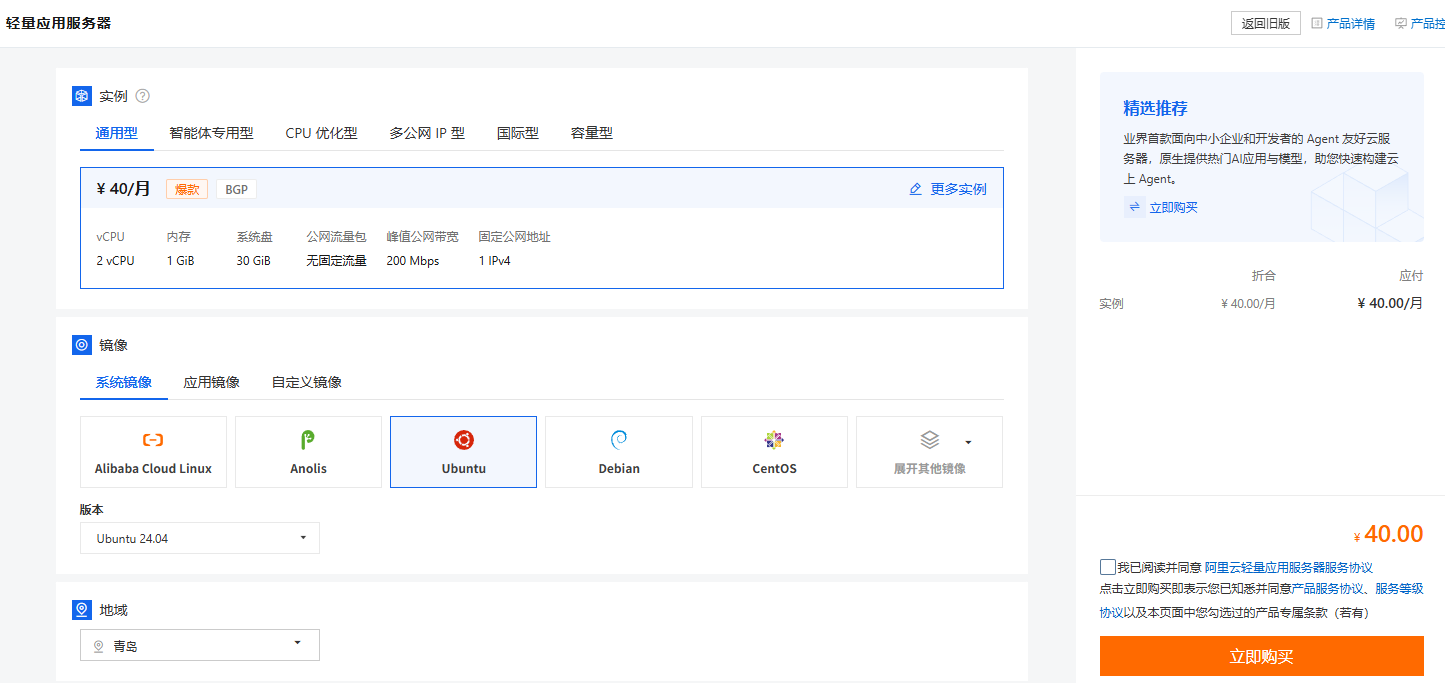 轻量应用服务器
返回旧版 产品详情 产品控
实例
通用型 智能体专用型 CPU 优化型 多公网 IP 型 国际型 容量型
¥ 40/月 爆款 BGP 更多实例
vCPU 内存 系统盘 公网流量包 峰值公网带宽 固定公网地址
2 vCPU 1 GiB 30 GiB 无固定流量 200 Mbps 1 IPv4
镜像
系统镜像 应用镜像 自定义镜像
Alibaba Cloud Linux Anolis Ubuntu Debian CentOS 展开其他镜像
版本
Ubuntu 24.04
地域
青岛
精选推荐
业界首款面向中小企业和开发者的 Agent 友好云服
务器，原生提供热门AI应用与模型，助您快速构建云
上 Agent。
立即购买
折合 应付
实例 ¥ 40.00/月 ¥ 40.00/月
¥ 40.00
我已阅读并同意 阿里云轻量应用服务器服务协议
点击立即购买即表示您已知悉并同意产品服务协议、服务等级
协议以及本页面中您勾选过的产品专属条款（若有）
立即购买